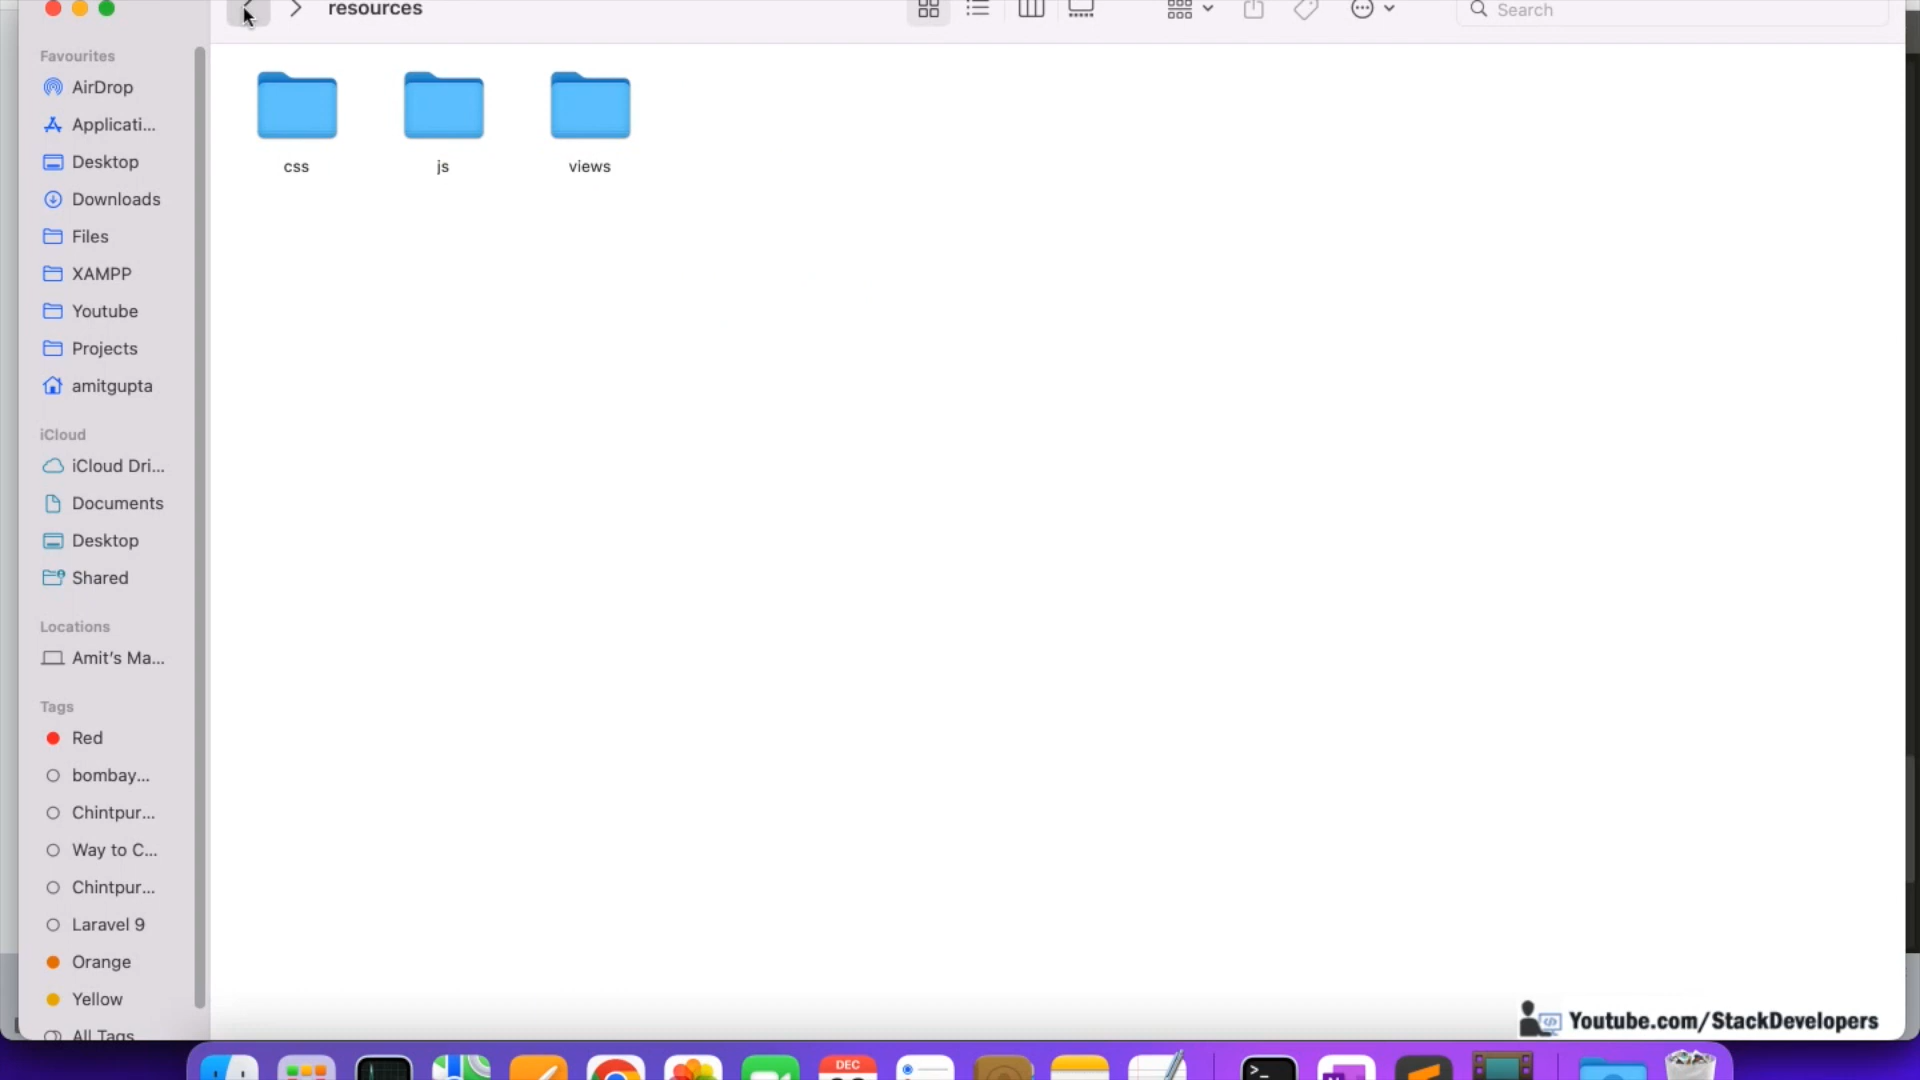 resources
Search
Favourites
AirDrop
Applicati...
Desktop
Downloads
Files
XAMPP
Youtube
Projects
amitgupta
iCloud
iCloud Dri...
Documents
Desktop
Shared
Locations
Amit's Ma...
Tags
Red
bombay...
Chintpur...
Way to C...
Chintpur...
Laravel 9
Orange
Yellow
All Tags...
css
js
views
Youtube.com/StackDevelopers
DEC